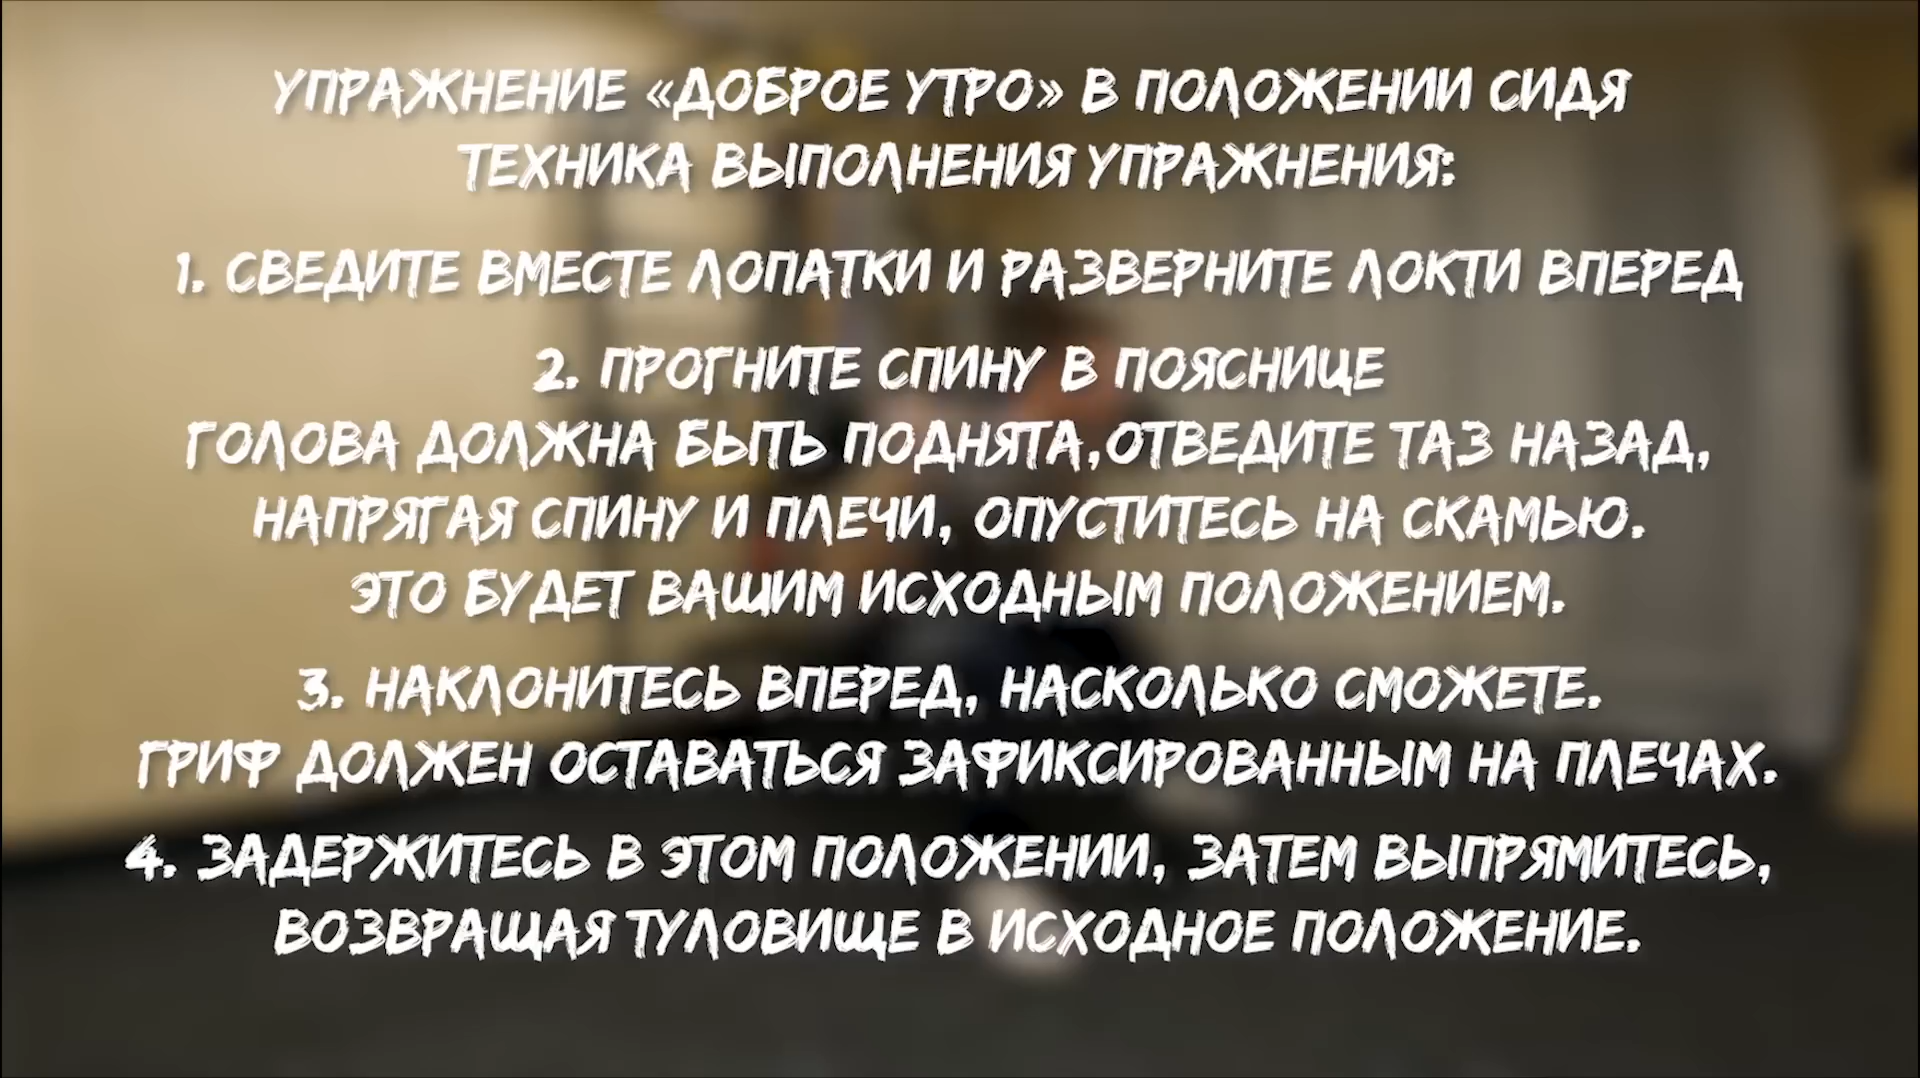 УПРАЖНЕНИЕ «ДОБРОЕ УТРО» В ПОЛОЖЕНИИ СИДЯ
ТЕХНИКА ВЫПОЛНЕНИЯ УПРАЖНЕНИЯ:
1. СВЕДИТЕ ВМЕСТЕ ЛОПАТКИ И РАЗВЕРНИТЕ ЛОКТИ ВПЕРЕД
2. ПРОГНИТЕ СПИНУ В ПОЯСНИЦЕ
ГОЛОВА ДОЛЖНА БЫТЬ ПОДНЯТА,ОТВЕДИТЕ ТАЗ НАЗАД,
НАПРЯГАЯ СПИНУ И ПЛЕЧИ, ОПУСТИТЕСЬ НА СКАМЬЮ.
ЭТО БУДЕТ ВАШИМ ИСХОДНЫМ ПОЛОЖЕНИЕМ.
3. НАКЛОНИТЕСЬ ВПЕРЕД, НАСКОЛЬКО СМОЖЕТЕ.
ГРИФ ДОЛЖЕН ОСТАВАТЬСЯ ЗАФИКСИРОВАННЫМ НА ПЛЕЧАХ.
4. ЗАДЕРЖИТЕСЬ В ЭТОМ ПОЛОЖЕНИИ, ЗАТЕМ ВЫПРЯМИТЕСЬ,
ВОЗВРАЩАЯ ТУЛОВИЩЕ В ИСХОДНОЕ ПОЛОЖЕНИЕ.